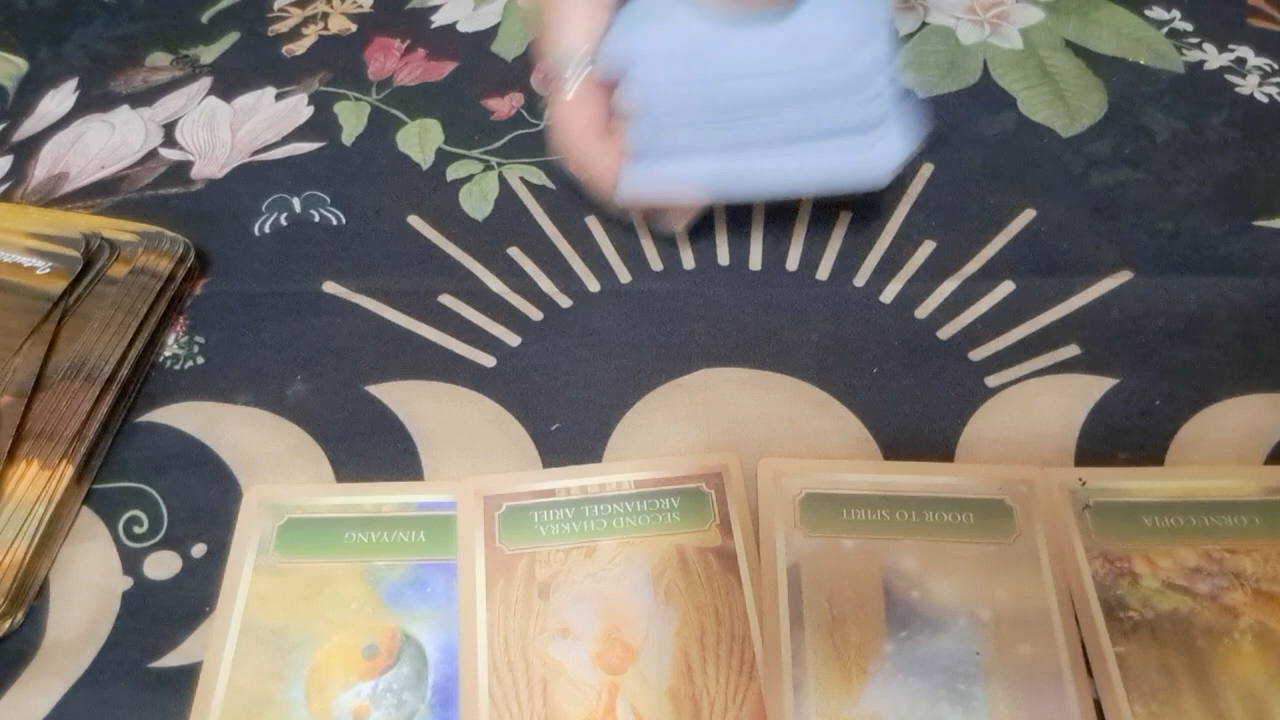 YIN/YANG
SECOND CHAKRA
ARCHANGEL ARIEL
DOOR TO SPIRIT
CORNUCOPIA